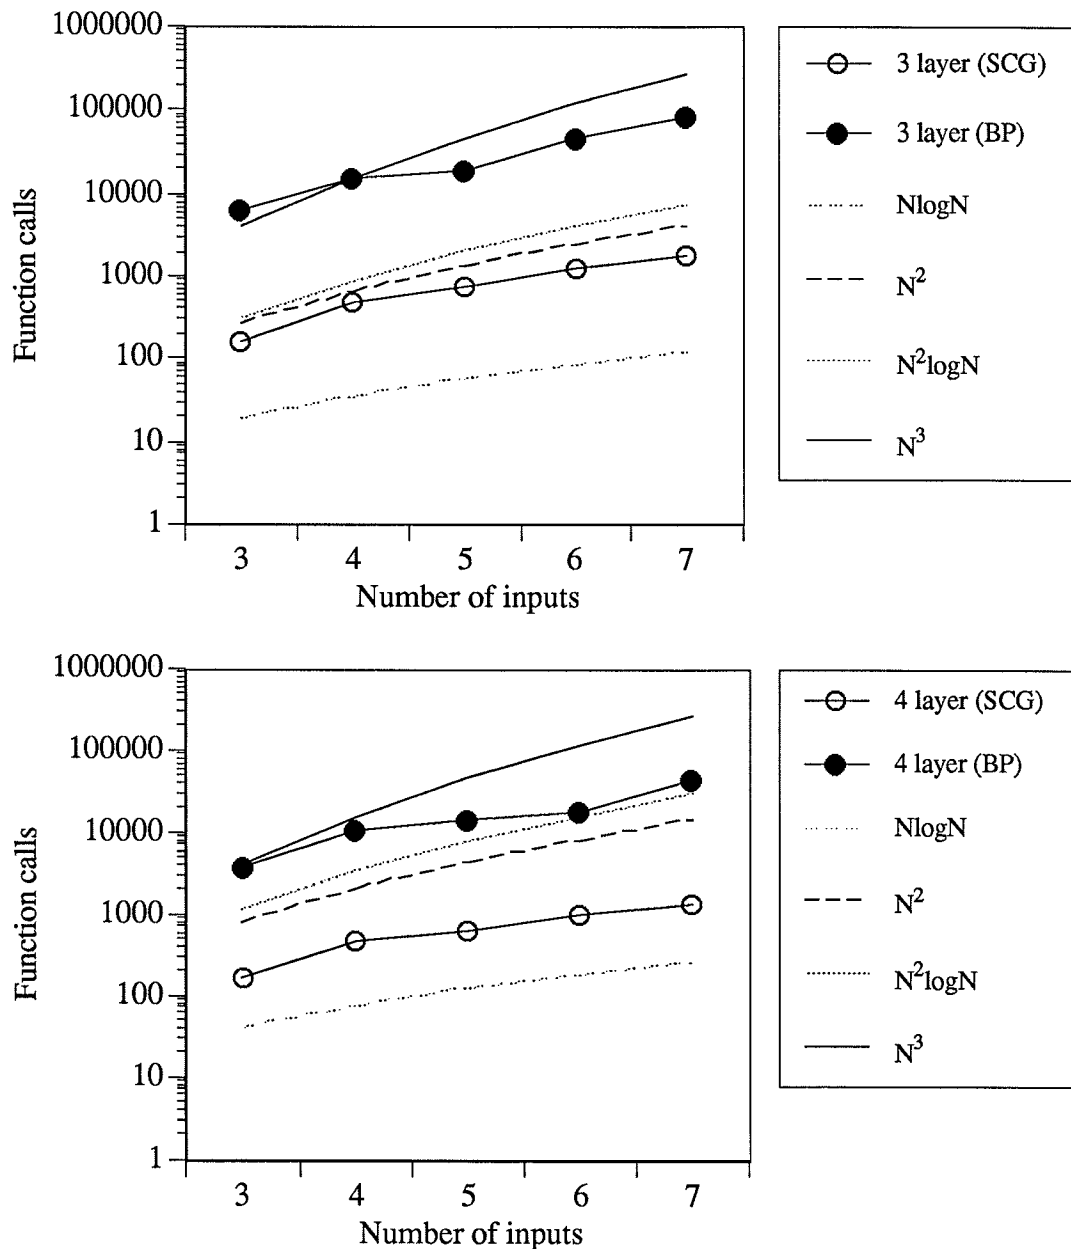 1000000
100000
10000
1000
100
10
1
Function calls
3 4 5 6 7
Number of inputs
3 layer (SCG)
3 layer (BP)
NlogN
N²
N²logN
N³
1000000
100000
10000
1000
100
10
1
Function calls
3 4 5 6 7
Number of inputs
4 layer (SCG)
4 layer (BP)
NlogN
N²
N²logN
N³